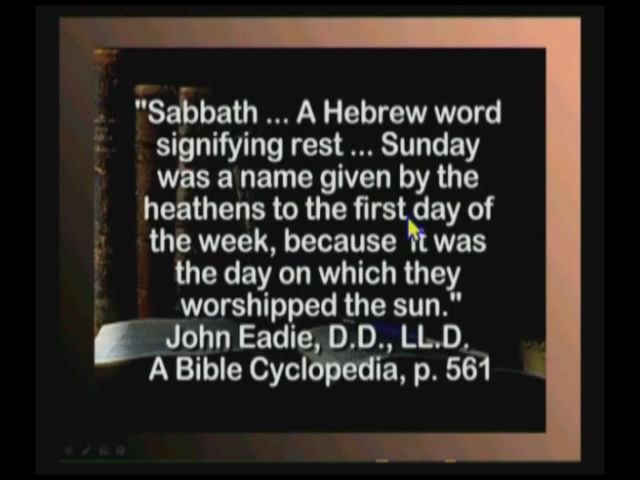 "Sabbath ... A Hebrew word
signifying rest ... Sunday
was a name given by the
heathens to the first day of
the week, because it was
the day on which they
worshipped the sun."
John Eadie, D.D., LL.D.
A Bible Cyclopedia, p. 561